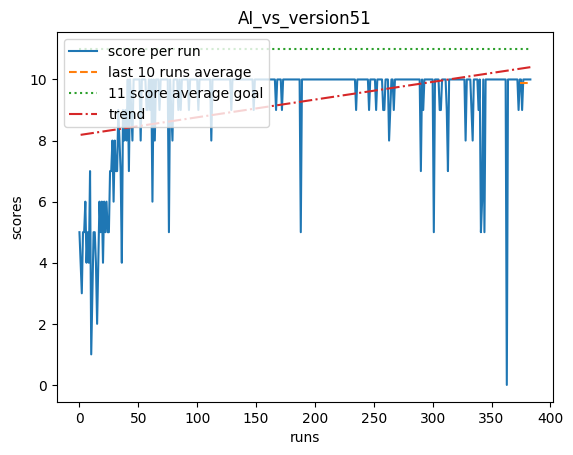 AI_vs_version51
score per run
last 10 runs average
11 score average goal
trend
scores
10
8
6
4
2
0
0 50 100 150 200 250 300 350 400
runs